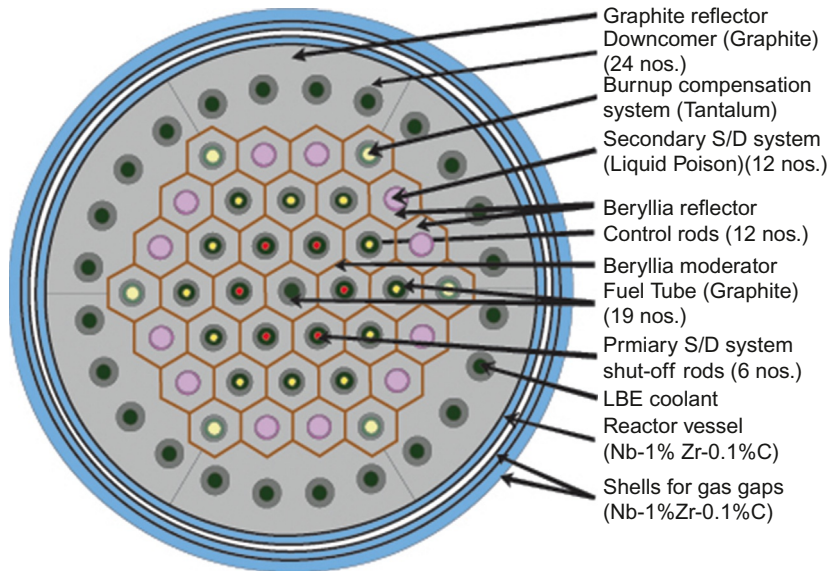 Graphite reflector
Downcomer (Graphite)
(24 nos.)
Burnup compensation
system (Tantalum)
Secondary S/D system
(Liquid Poison)(12 nos.)
Beryllia reflector
Control rods (12 nos.)
Beryllia moderator
Fuel Tube (Graphite)
(19 nos.)
Prmiary S/D system
shut-off rods (6 nos.)
LBE coolant
Reactor vessel
(Nb-1% Zr-0.1%C)
Shells for gas gaps
(Nb-1%Zr-0.1%C)